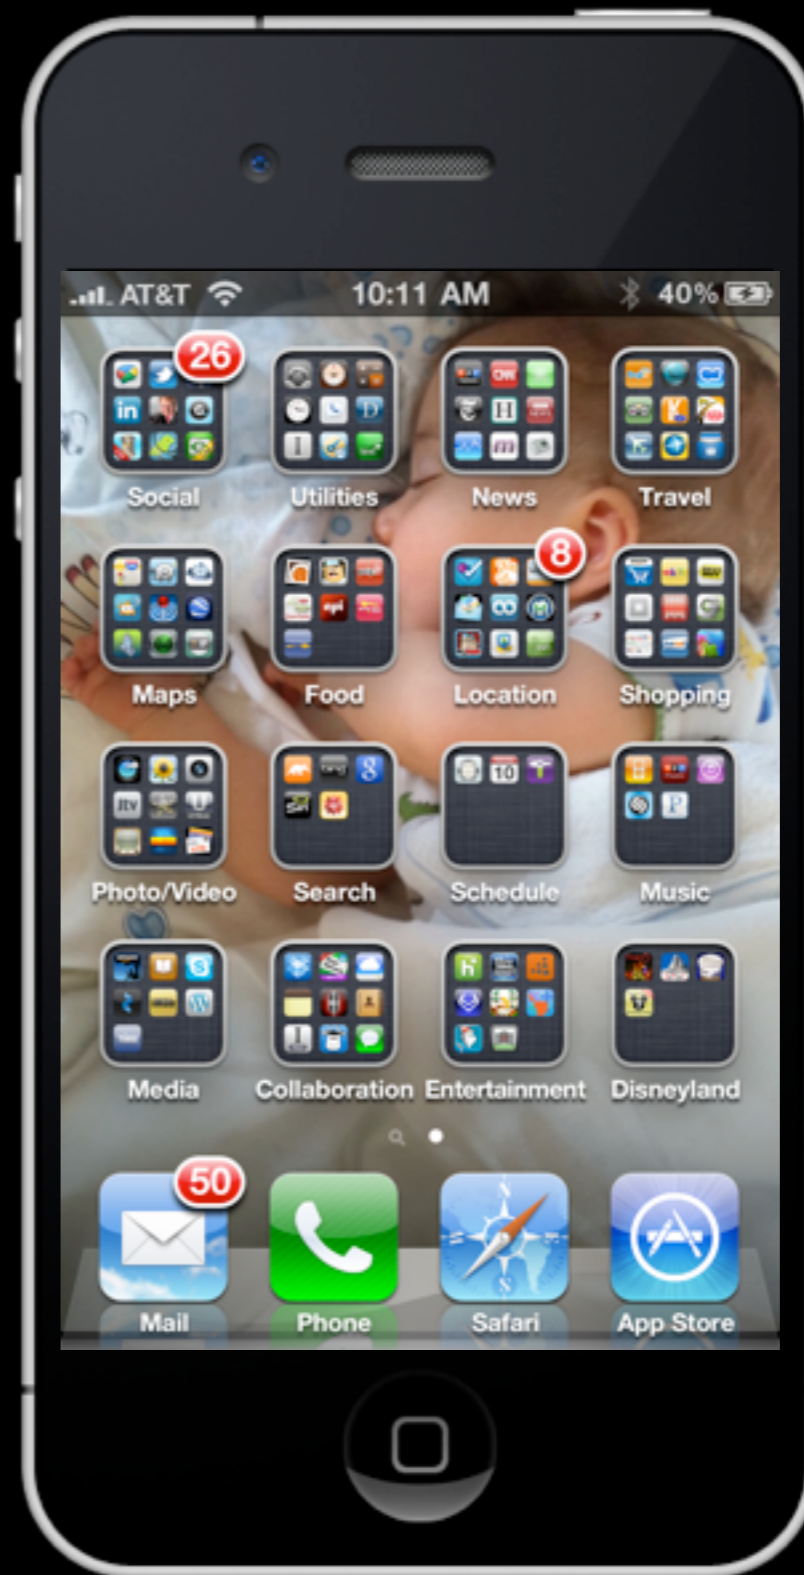 AT&T 10:11 AM 40%
26
Social Utilities News Travel
8
Maps Food Location Shopping
10
Photo/Video Search Schedule Music
Media Collaboration Entertainment Disneyland
50
Mail Phone Safari App Store